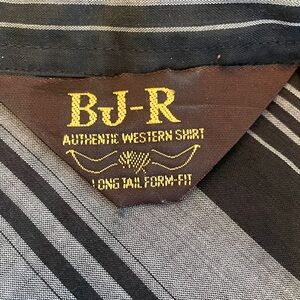 BJ-R
AUTHENTIC WESTERN SHIRT
LONG TAIL FORM-FIT